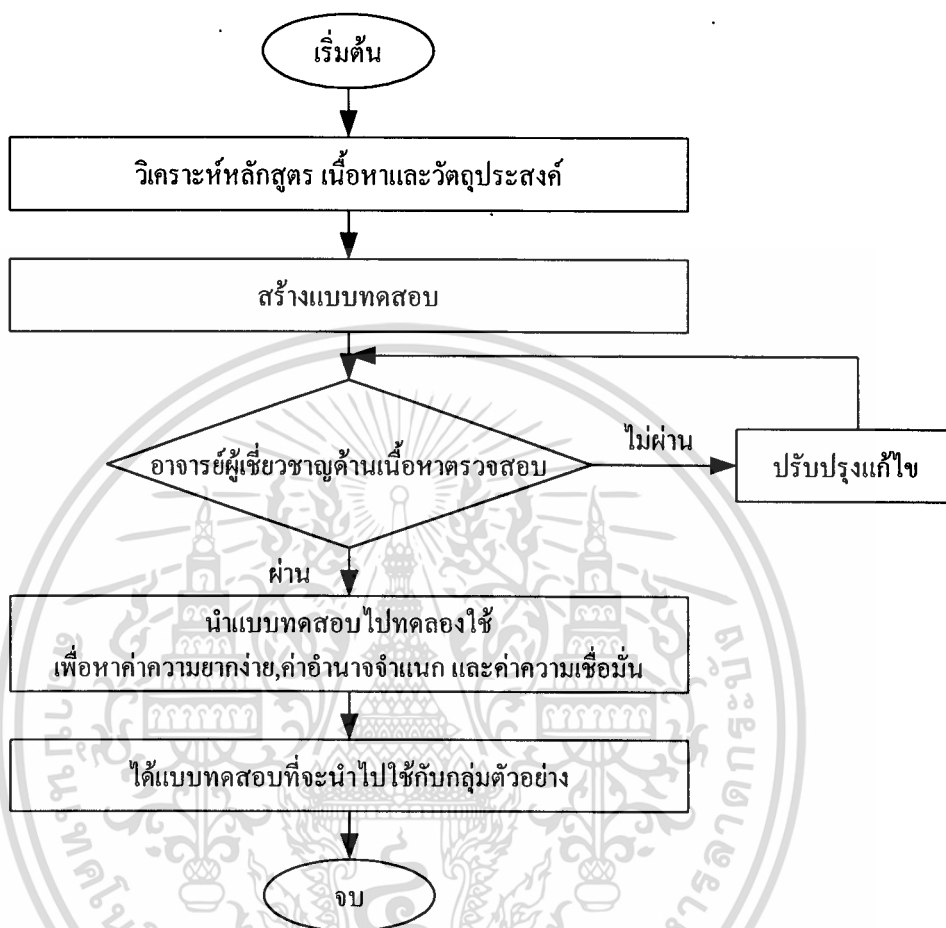 เริ่มต้น
วิเคราะห์หลักสูตร เนื้อหาและวัตถุประสงค์
สร้างแบบทดสอบ
อาจารย์ผู้เชี่ยวชาญด้านเนื้อหาตรวจสอบ
ไม่ผ่าน
ปรับปรุงแก้ไข
ผ่าน
นำแบบทดสอบไปทดลองใช้
เพื่อหาค่าความยากง่าย,ค่าอำนาจจำแนก และค่าความเชื่อมั่น
ได้แบบทดสอบที่จะนำไปใช้กับกลุ่มตัวอย่าง
จบ